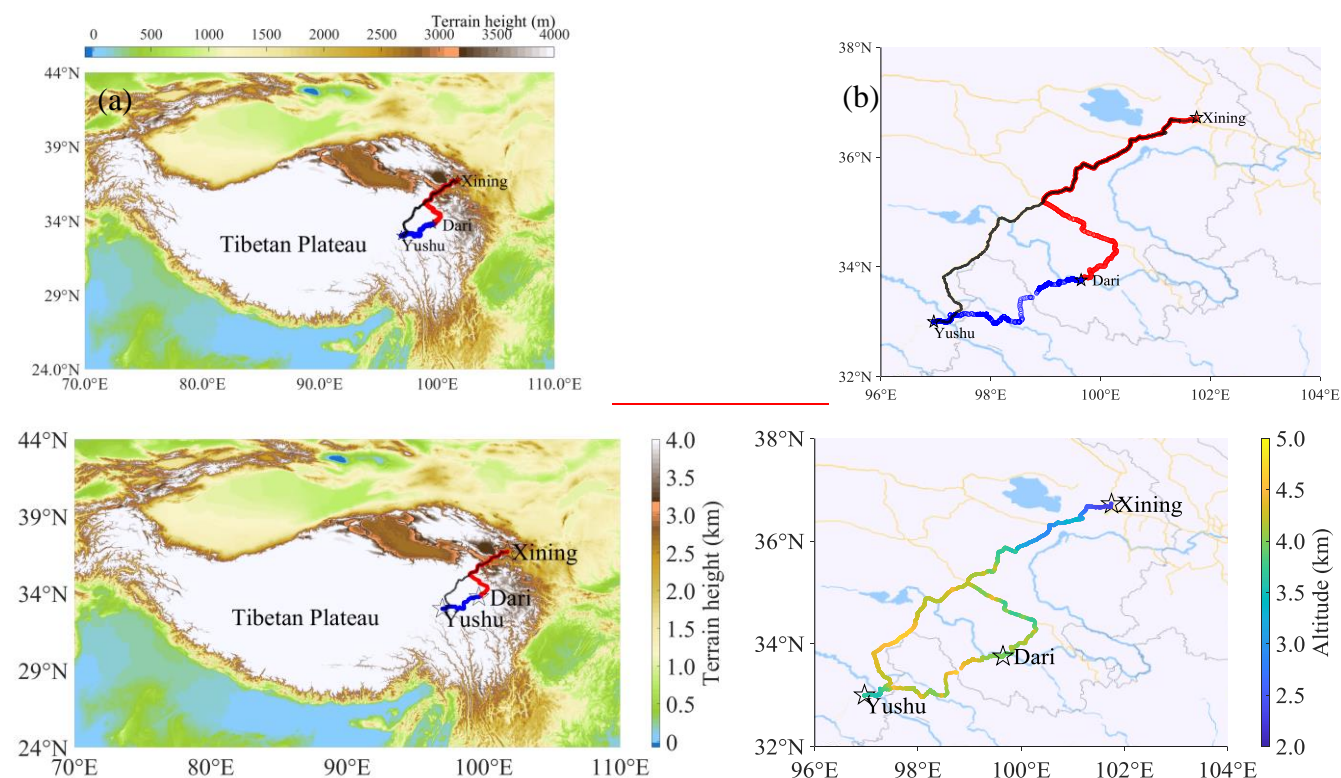 Terrain height (m)
0 500 1000 1500 2000 2500 3000 3500 4000
44°N
39°N
34°N
29°N
24.0°N
(a)
Xining
Dari
Yushu
Tibetan Plateau
70.0°E 80.0°E 90.0°E 100.0°E 110.0°E
38°N
36°N
34°N
32°N
(b)
Xining
Dari
Yushu
96°E 98°E 100°E 102°E 104°E
44°N
39°N
34°N
29°N
24°N
Xining
Dari
Yushu
Tibetan Plateau
70°E 80°E 90°E 100°E 110°E
4.0
3.5
3.0
2.5
2.0
1.5
1.0
0.5
0
Terrain height (km)
38°N
36°N
34°N
32°N
Xining
Dari
Yushu
96°E 98°E 100°E 102°E 104°E
5.0
4.5
4.0
3.5
3.0
2.5
2.0
Altitude (km)